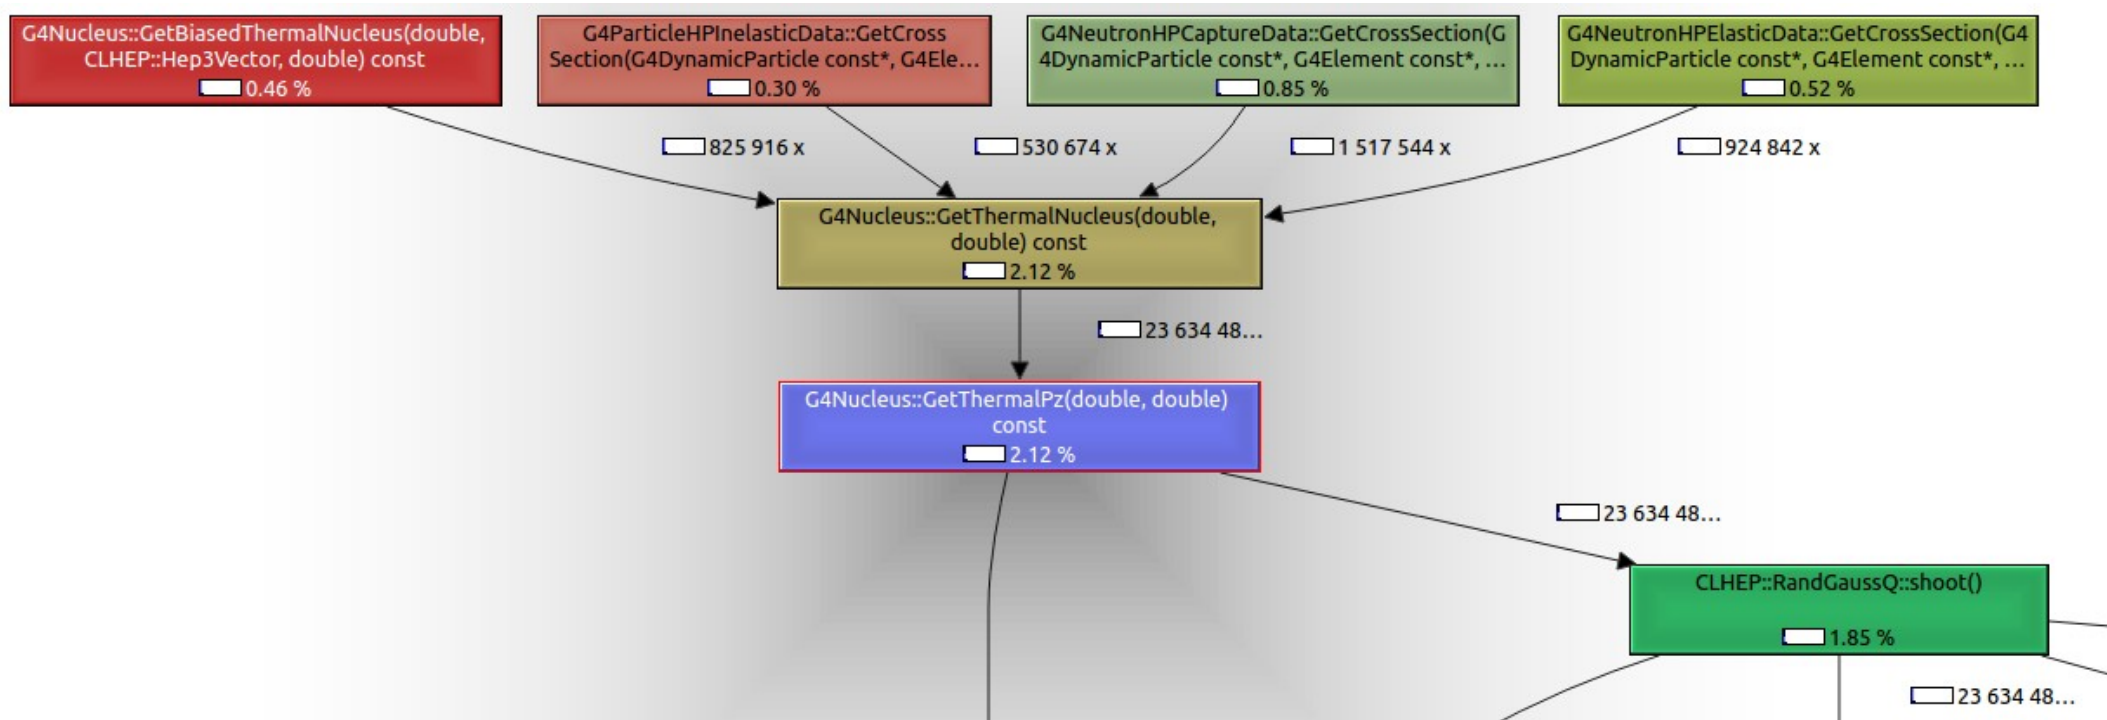 G4Nucleus::GetBiasedThermalNucleus(double,
CLHEP::Hep3Vector, double) const
0.46 %
G4ParticleHPInelasticData::GetCross
Section(G4DynamicParticle const*, G4Ele...
0.30 %
G4NeutronHPCaptureData::GetCrossSection(G
4DynamicParticle const*, G4Element const*, ...
0.85 %
G4NeutronHPElasticData::GetCrossSection(G4
DynamicParticle const*, G4Element const*, ...
0.52 %
825 916 x
530 674 x
1 517 544 x
924 842 x
G4Nucleus::GetThermalNucleus(double,
double) const
2.12 %
23 634 48...
G4Nucleus::GetThermalPz(double, double)
const
2.12 %
23 634 48...
CLHEP::RandGaussQ::shoot()
1.85 %
23 634 48...